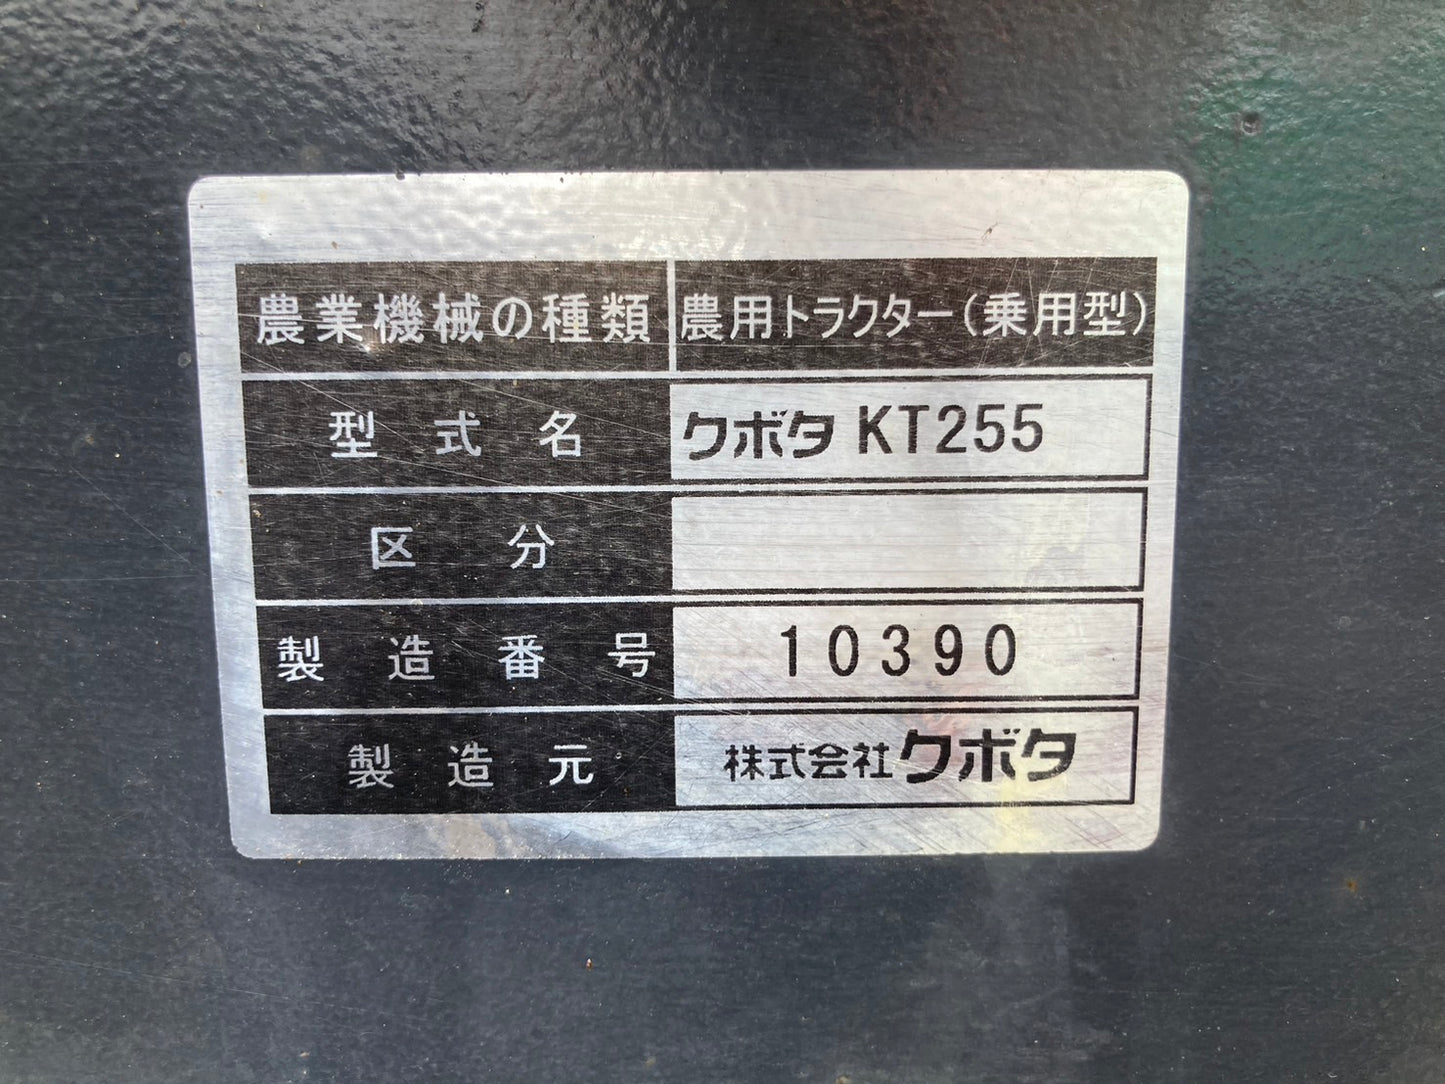 農業機械の種類 農用トラクター(乗用型)
型式名 クボタ KT255
区分
製造番号 10390
製造元 株式会社クボタ